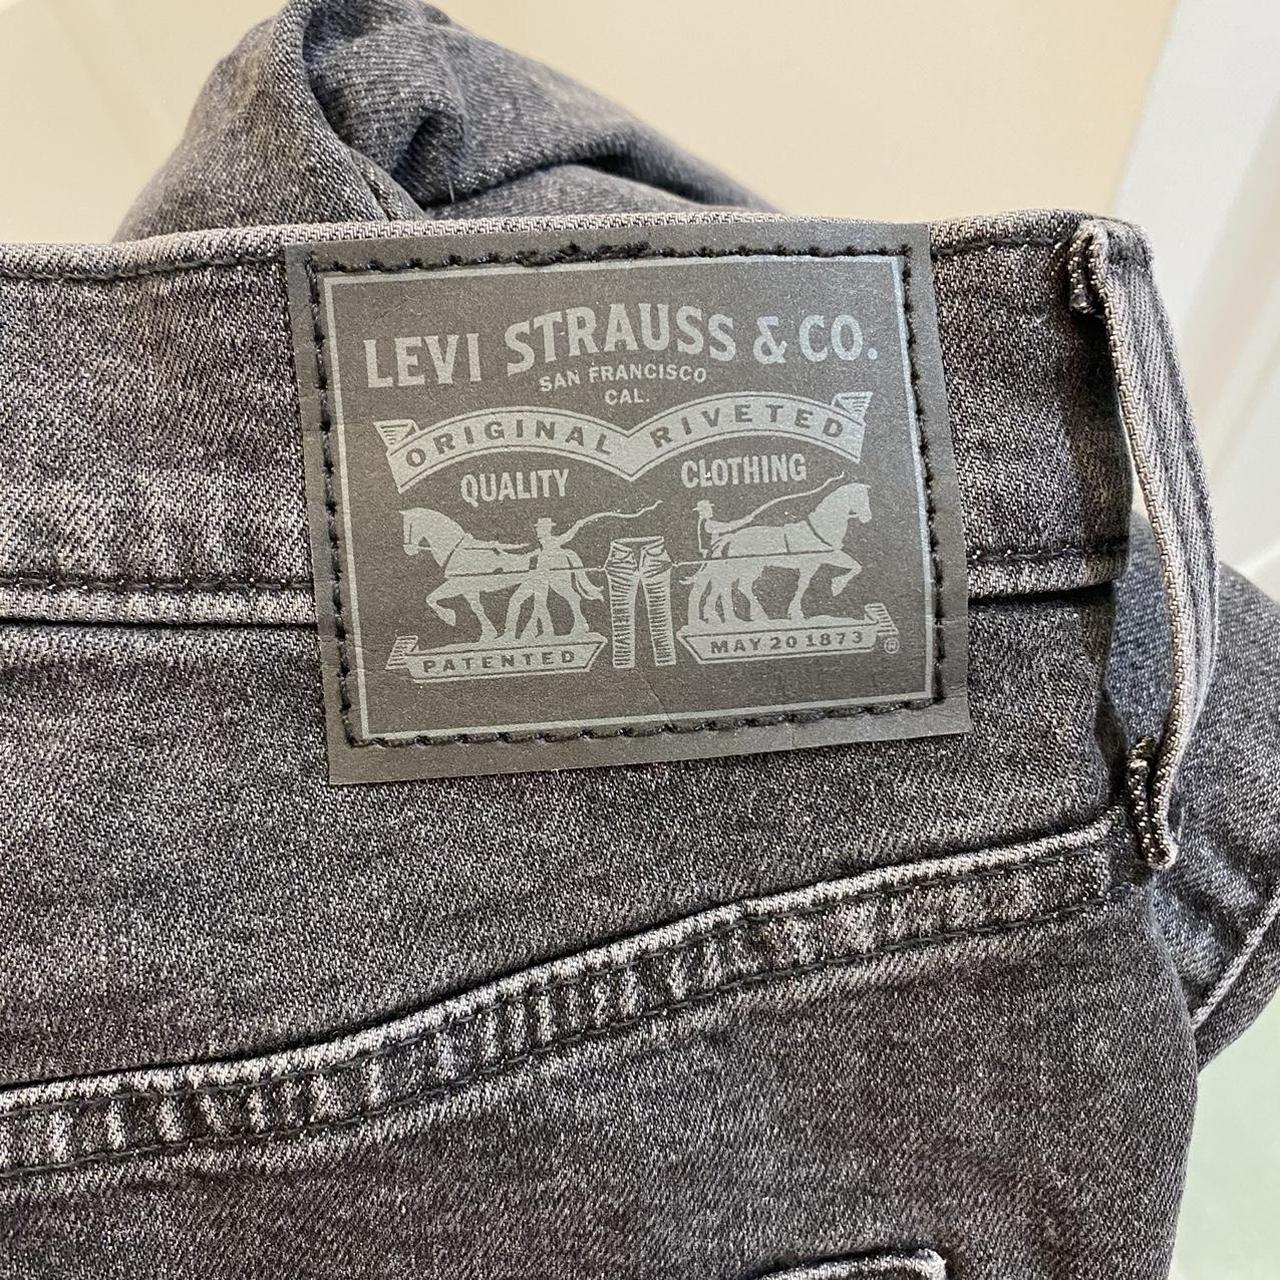 LEVI STRAUSS & CO.
SAN FRANCISCO
CAL.
ORIGINAL RIVETED
QUALITY CLOTHING
PATENTED MAY 20 1873 ®